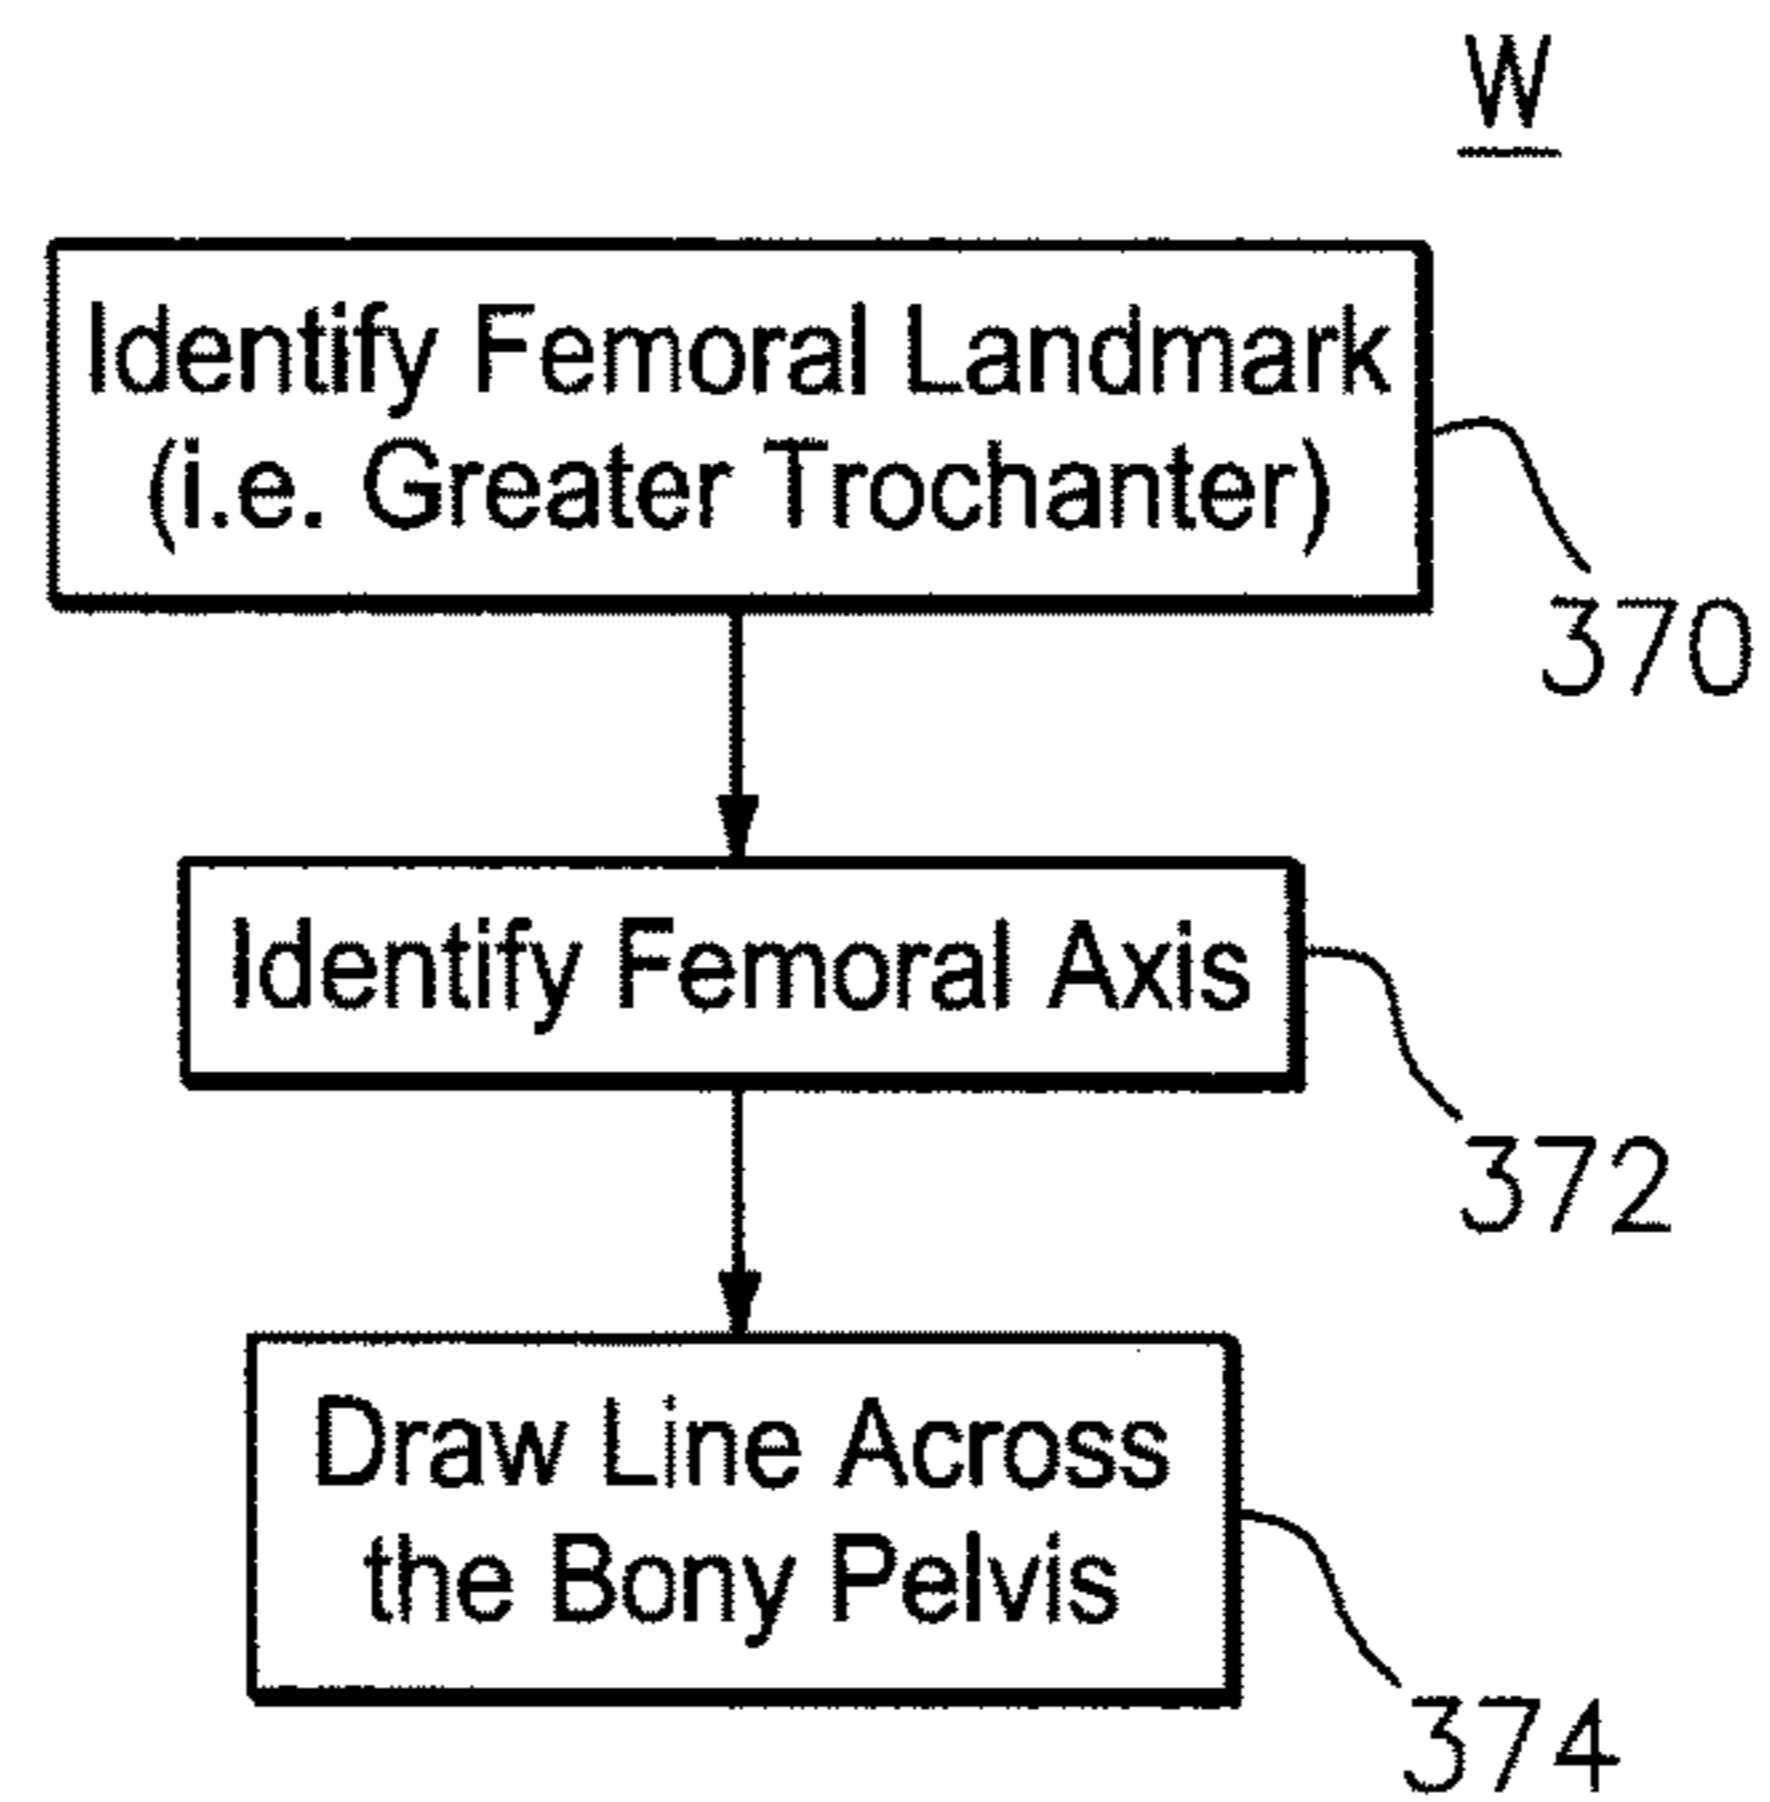 W
Identify Femoral Landmark
(i.e. Greater Trochanter)
370
Identify Femoral Axis
372
Draw Line Across
the Bony Pelvis
374